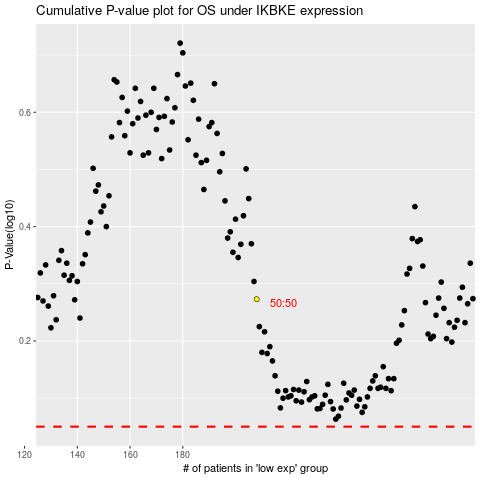 Cumulative P-value plot for OS under IKBKE expression
P-Value(log10)
0.6
0.4
0.2
50:50
120 140 160 180
# of patients in 'low exp' group